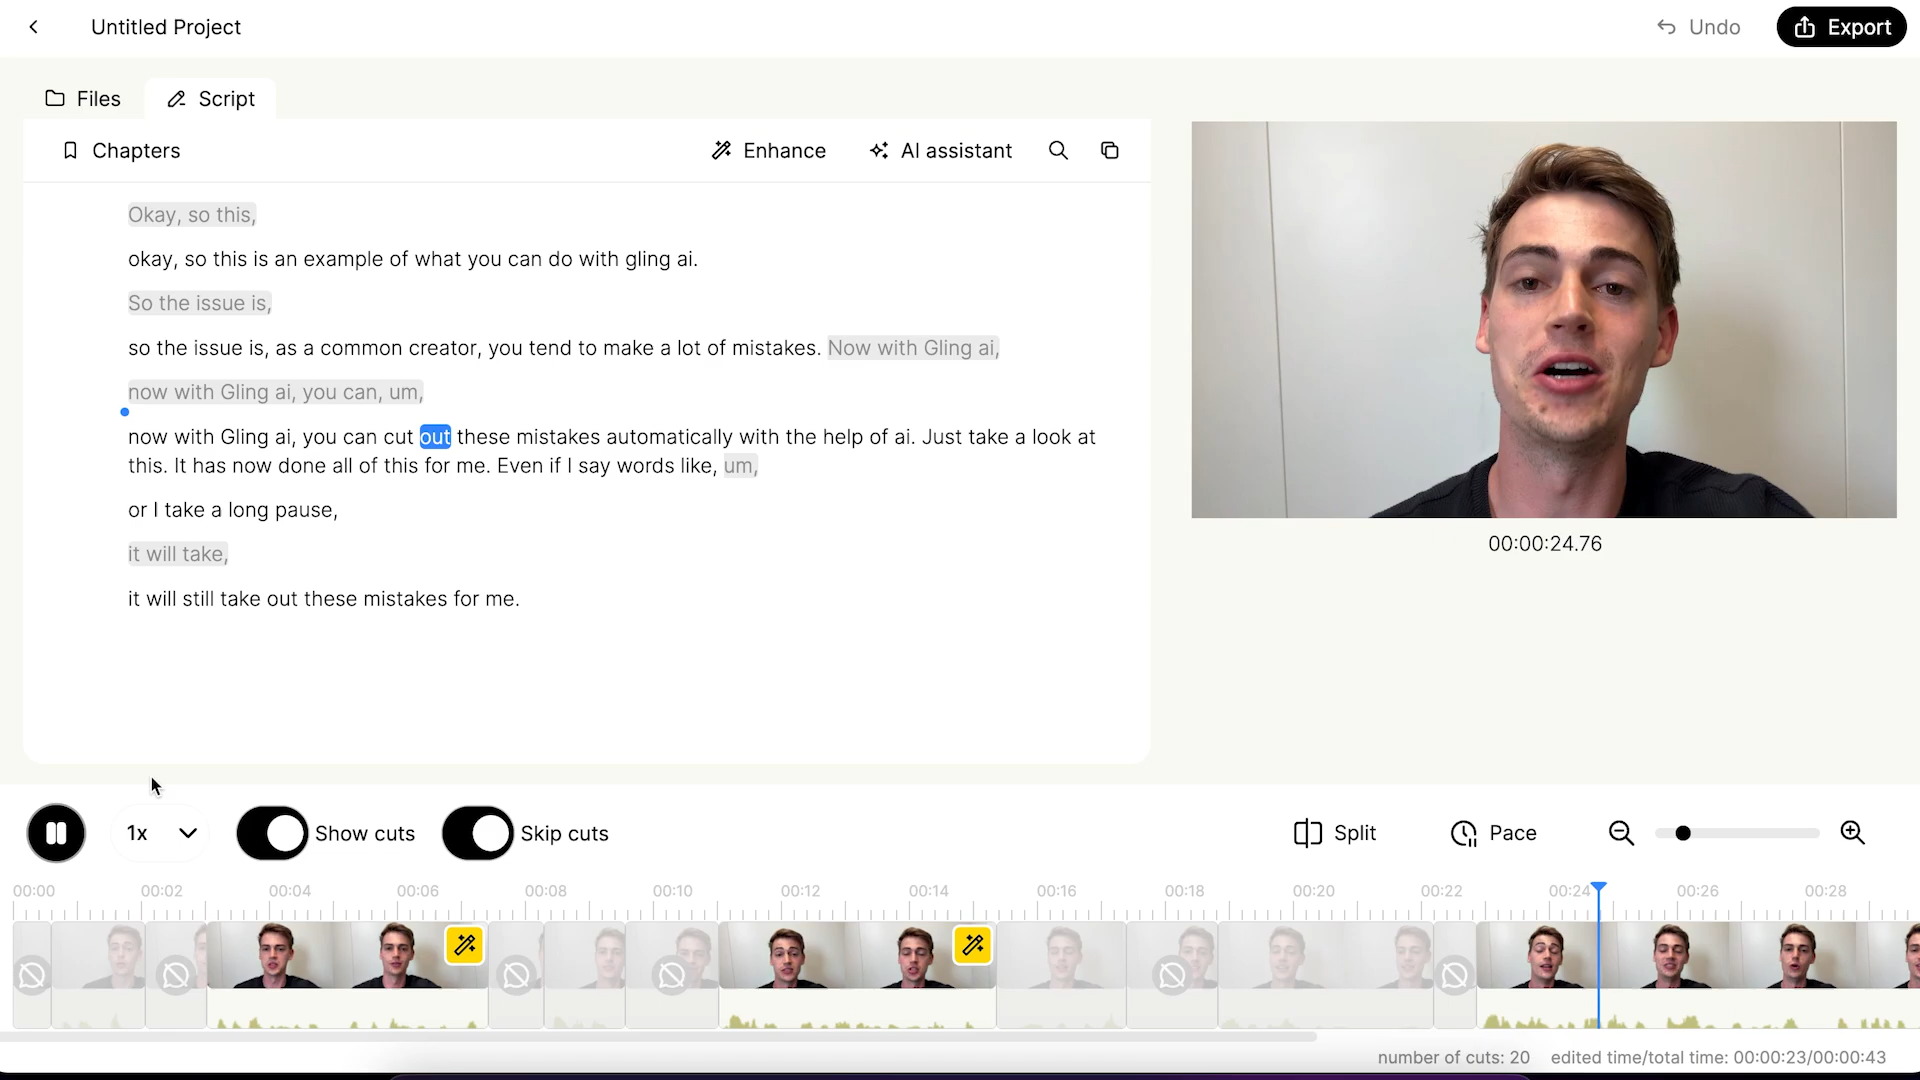 Untitled Project
Undo
Export
Files
Script
Chapters
Enhance
AI assistant
Okay, so this,
okay, so this is an example of what you can do with gling ai.
So the issue is,
so the issue is, as a common creator, you tend to make a lot of mistakes. Now with Gling ai,
now with Gling ai, you can, um,
now with Gling ai, you can cut out these mistakes automatically with the help of ai. Just take a look at
this. It has now done all of this for me. Even if I say words like, um,
or I take a long pause,
it will take,
it will still take out these mistakes for me.
00:00:24.76
1x
Show cuts
Skip cuts
Split
Pace
00:00 00:02 00:04 00:06 00:08 00:10 00:12 00:14 00:16 00:18 00:20 00:22 00:24 00:26 00:28
number of cuts: 20 edited time/total time: 00:00:23/00:00:43